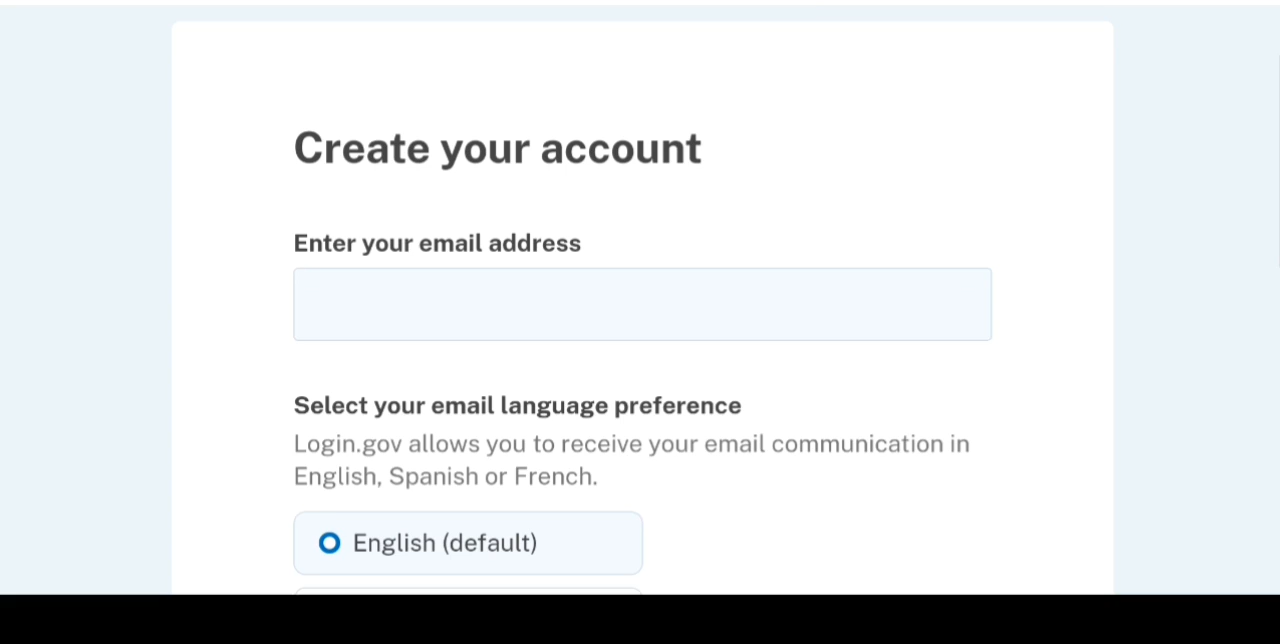 Create your account
Enter your email address
Select your email language preference
Login.gov allows you to receive your email communication in
English, Spanish or French.
English (default)